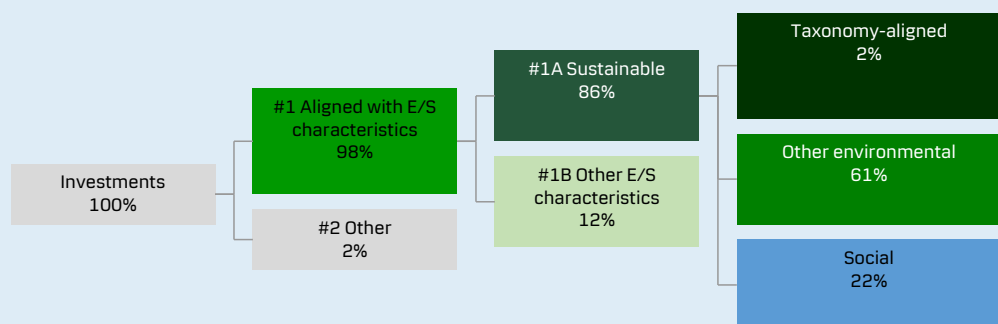 Investments
100%
#1 Aligned with E/S
characteristics
98%
#2 Other
2%
#1A Sustainable
86%
#1B Other E/S
characteristics
12%
Taxonomy-aligned
2%
Other environmental
61%
Social
22%